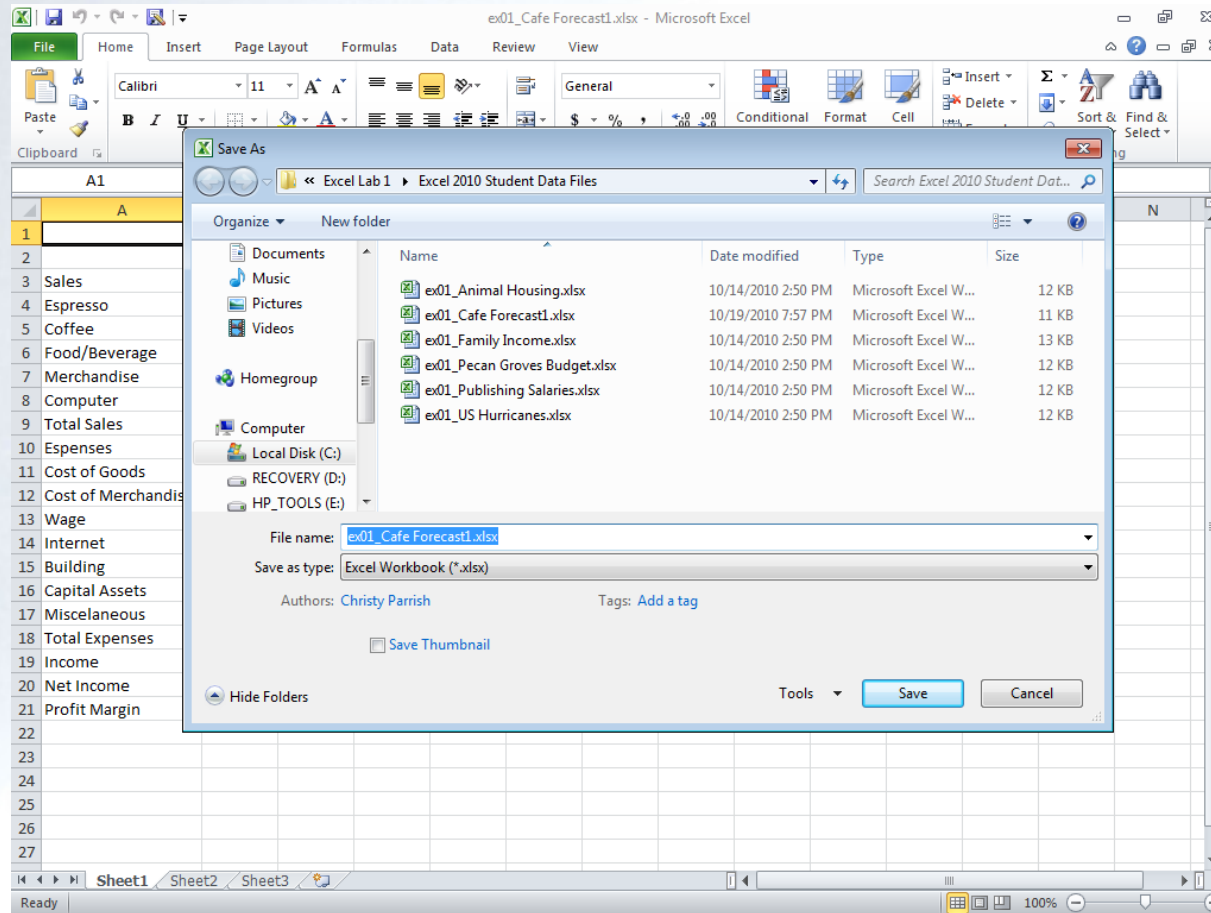 ex01_Cafe Forecast1.xlsx - Microsoft Excel
File Home Insert Page Layout Formulas Data Review View
Calibri 11 A A General Insert
Delete
Paste B I U A $ % , Conditional Format Cell Sort & Find &
Select
Clipboard
Save As
A1 « Excel Lab 1 Excel 2010 Student Data Files Search Excel 2010 Student Dat...
A N
Organize New folder
Name Date modified Type Size
Documents
Music
Pictures
Videos
Homegroup
Computer
Local Disk (C:)
RECOVERY (D:)
HP_TOOLS (E:)
ex01_Animal Housing.xlsx 10/14/2010 2:50 PM Microsoft Excel W... 12 KB
ex01_Cafe Forecast1.xlsx 10/19/2010 7:57 PM Microsoft Excel W... 11 KB
ex01_Family Income.xlsx 10/14/2010 2:50 PM Microsoft Excel W... 13 KB
ex01_Pecan Groves Budget.xlsx 10/14/2010 2:50 PM Microsoft Excel W... 12 KB
ex01_Publishing Salaries.xlsx 10/14/2010 2:50 PM Microsoft Excel W... 12 KB
ex01_US Hurricanes.xlsx 10/14/2010 2:50 PM Microsoft Excel W... 12 KB
File name: ex01_Cafe Forecast1.xlsx
Save as type: Excel Workbook (*.xlsx)
Authors: Christy Parrish Tags: Add a tag
Save Thumbnail
Hide Folders Tools Save Cancel
1
2
3 Sales
4 Espresso
5 Coffee
6 Food/Beverage
7 Merchandise
8 Computer
9 Total Sales
10 Espenses
11 Cost of Goods
12 Cost of Merchandis
13 Wage
14 Internet
15 Building
16 Capital Assets
17 Miscelaneous
18 Total Expenses
19 Income
20 Net Income
21 Profit Margin
22
23
24
25
26
27
Sheet1 Sheet2 Sheet3
Ready 100%